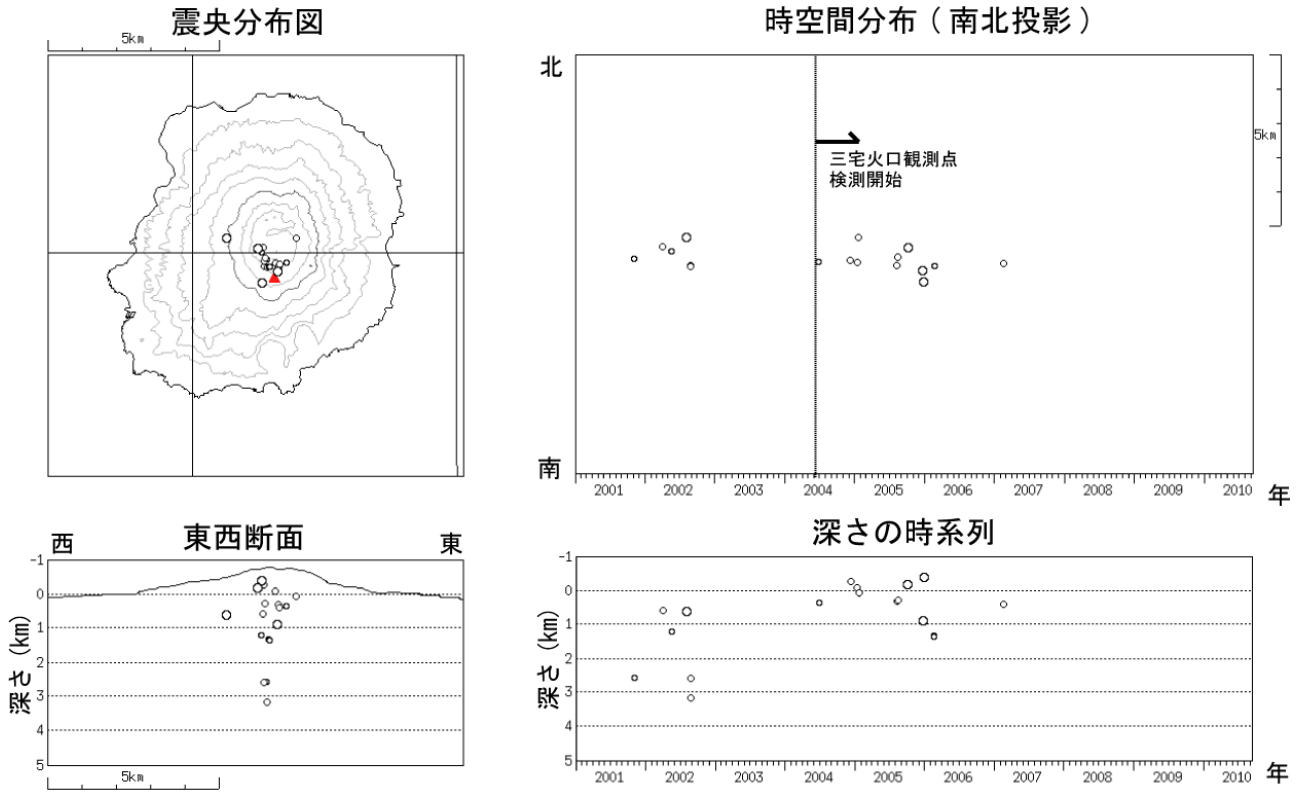 震央分布図
5km
時空間分布（南北投影）
北
5km
三宅火口観測点
検測開始
南
2001 2002 2003 2004 2005 2006 2007 2008 2009 2010 年
東西断面
西 東
-1
0
1
2
3
4
5
深さ (km)
5km
深さの時系列
-1
0
1
2
3
4
5
深さ (km)
2001 2002 2003 2004 2005 2006 2007 2008 2009 2010 年